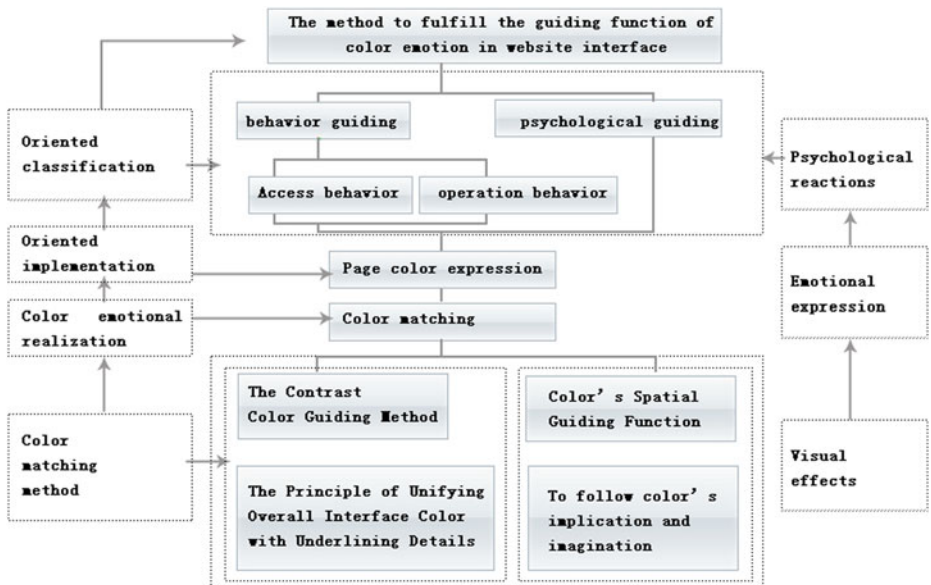 The method to fulfill the guiding function of
color emotion in website interface
behavior guiding
psychological guiding
Oriented
classification
Psychological
reactions
Access behavior
operation behavior
Oriented
implementation
Page color expression
Emotional
expression
Color emotional
realization
Color matching
The Contrast
Color Guiding Method
Color's Spatial
Guiding Function
Color
matching
method
Visual
effects
The Principle of Unifying
Overall Interface Color
with Underlining Details
To follow color's
implication and
imagination